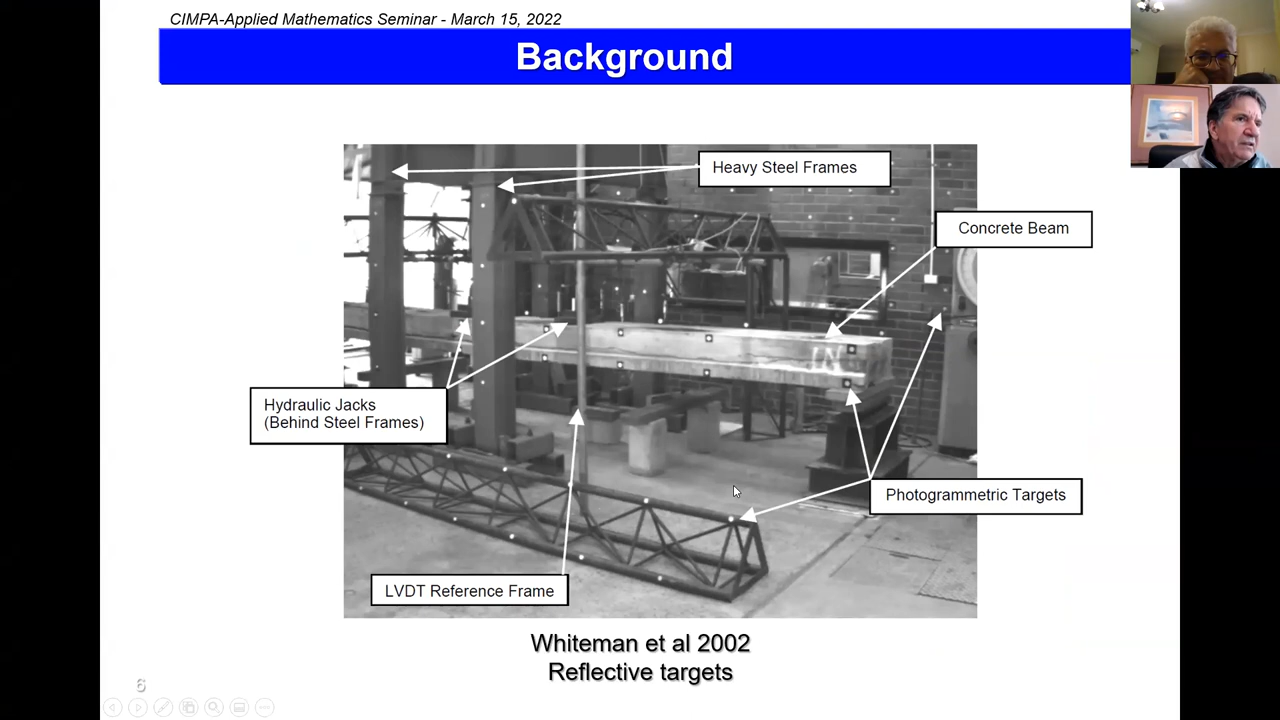 CIMPA-Applied Mathematics Seminar - March 15, 2022
Background
Heavy Steel Frames
Concrete Beam
Hydraulic Jacks
(Behind Steel Frames)
Photogrammetric Targets
LVDT Reference Frame
Whiteman et al 2002
Reflective targets
6